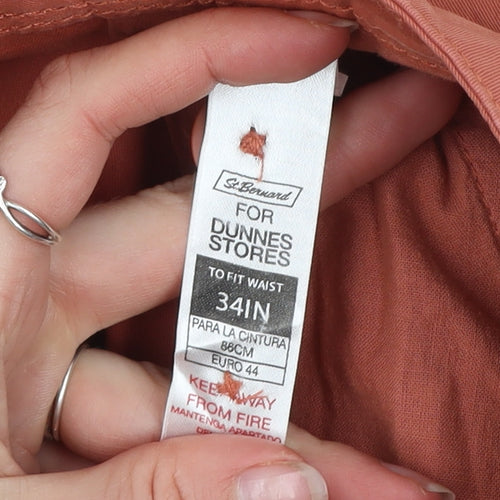 St. Bernard
FOR
DUNNES
STORES
TO FIT WAIST
34IN
PARA LA CINTURA
86CM
EURO 44
KEEP AWAY
FROM FIRE
MANTENGA APARTADO